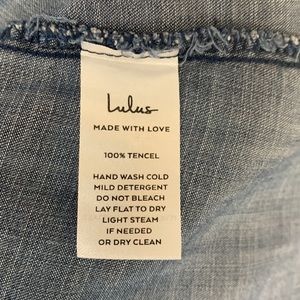 Lulus
MADE WITH LOVE
100% TENCEL
HAND WASH COLD
MILD DETERGENT
DO NOT BLEACH
LAY FLAT TO DRY
LIGHT STEAM
IF NEEDED
OR DRY CLEAN